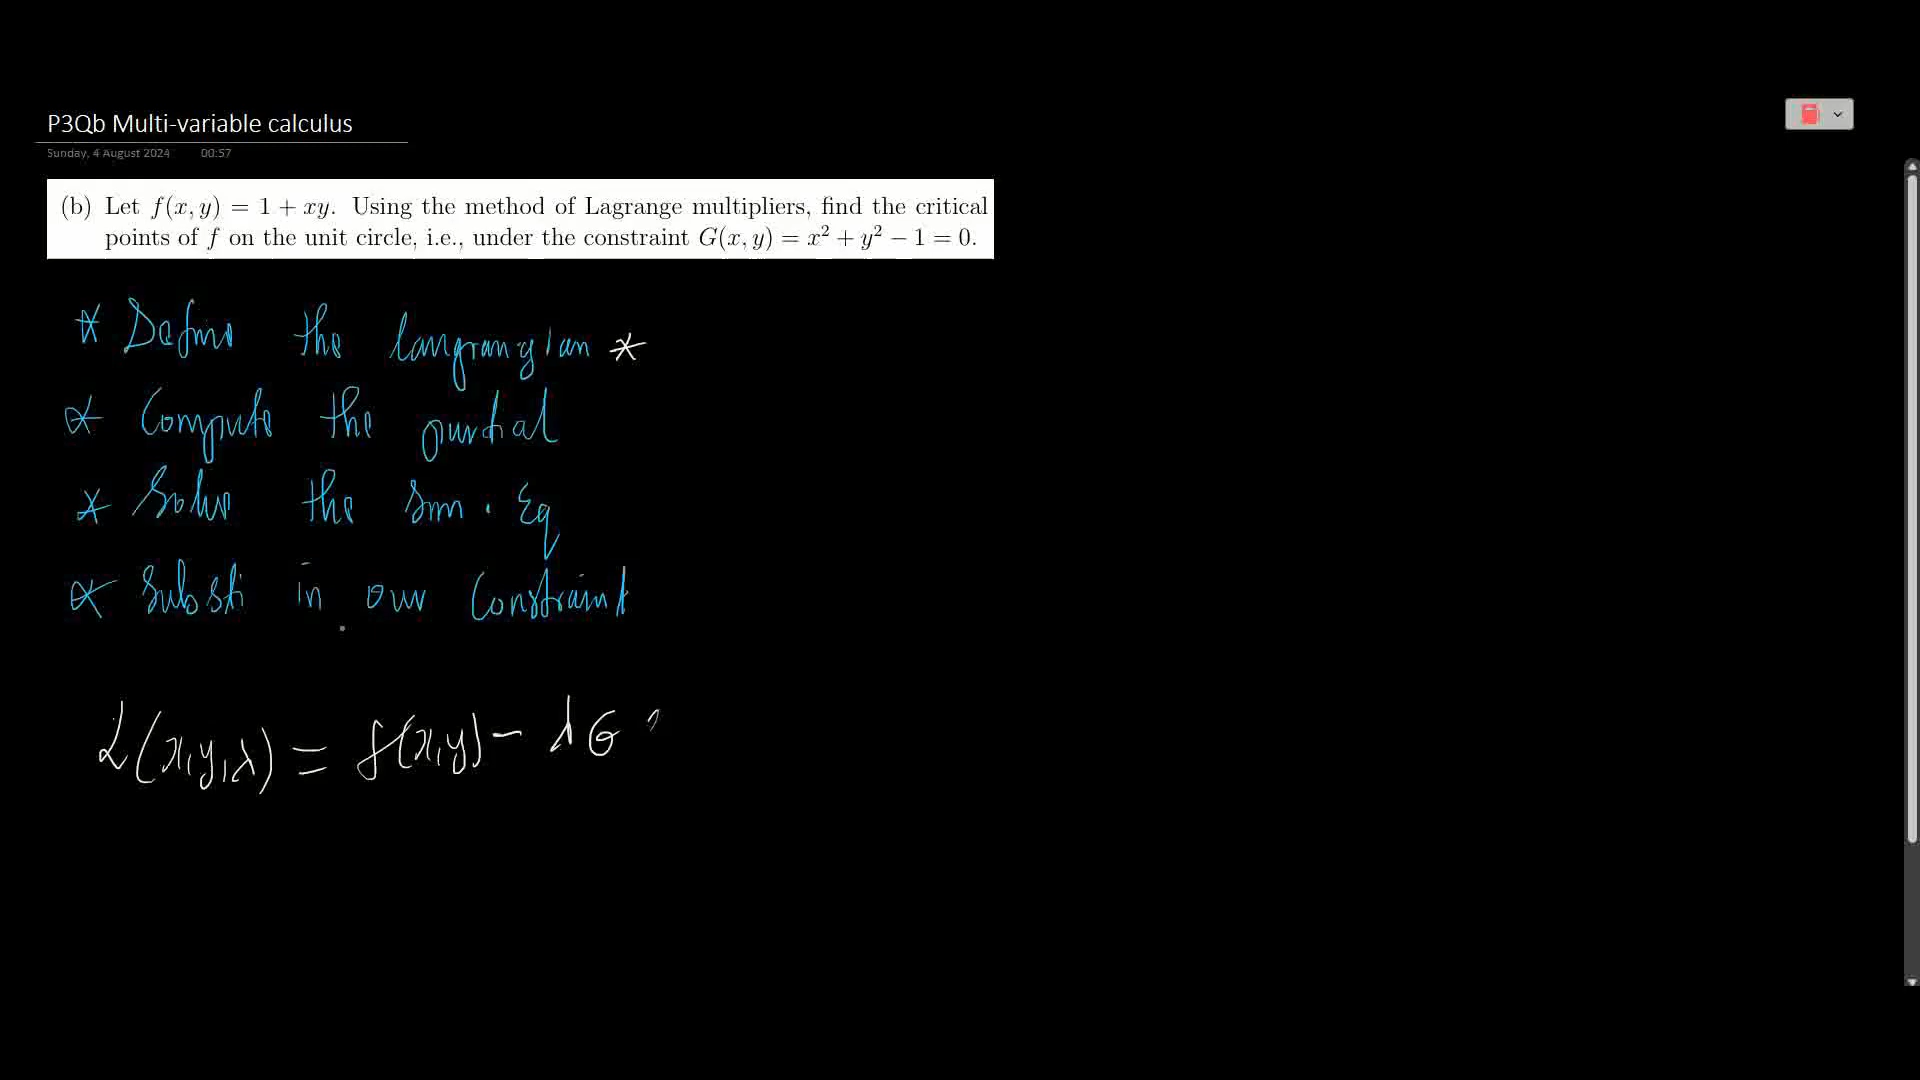 P3Qb Multi-variable calculus
Sunday, 4 August 2024 00:57
(b) Let f(x, y) = 1 + xy. Using the method of Lagrange multipliers, find the critical
points of f on the unit circle, i.e., under the constraint G(x, y) = x² + y² − 1 = 0.
* Define the langrangian *
* Compute the partial
* Solve the sim. Eq
* Substi in our Constraint
L(x,y,λ) = f(x,y) - λG